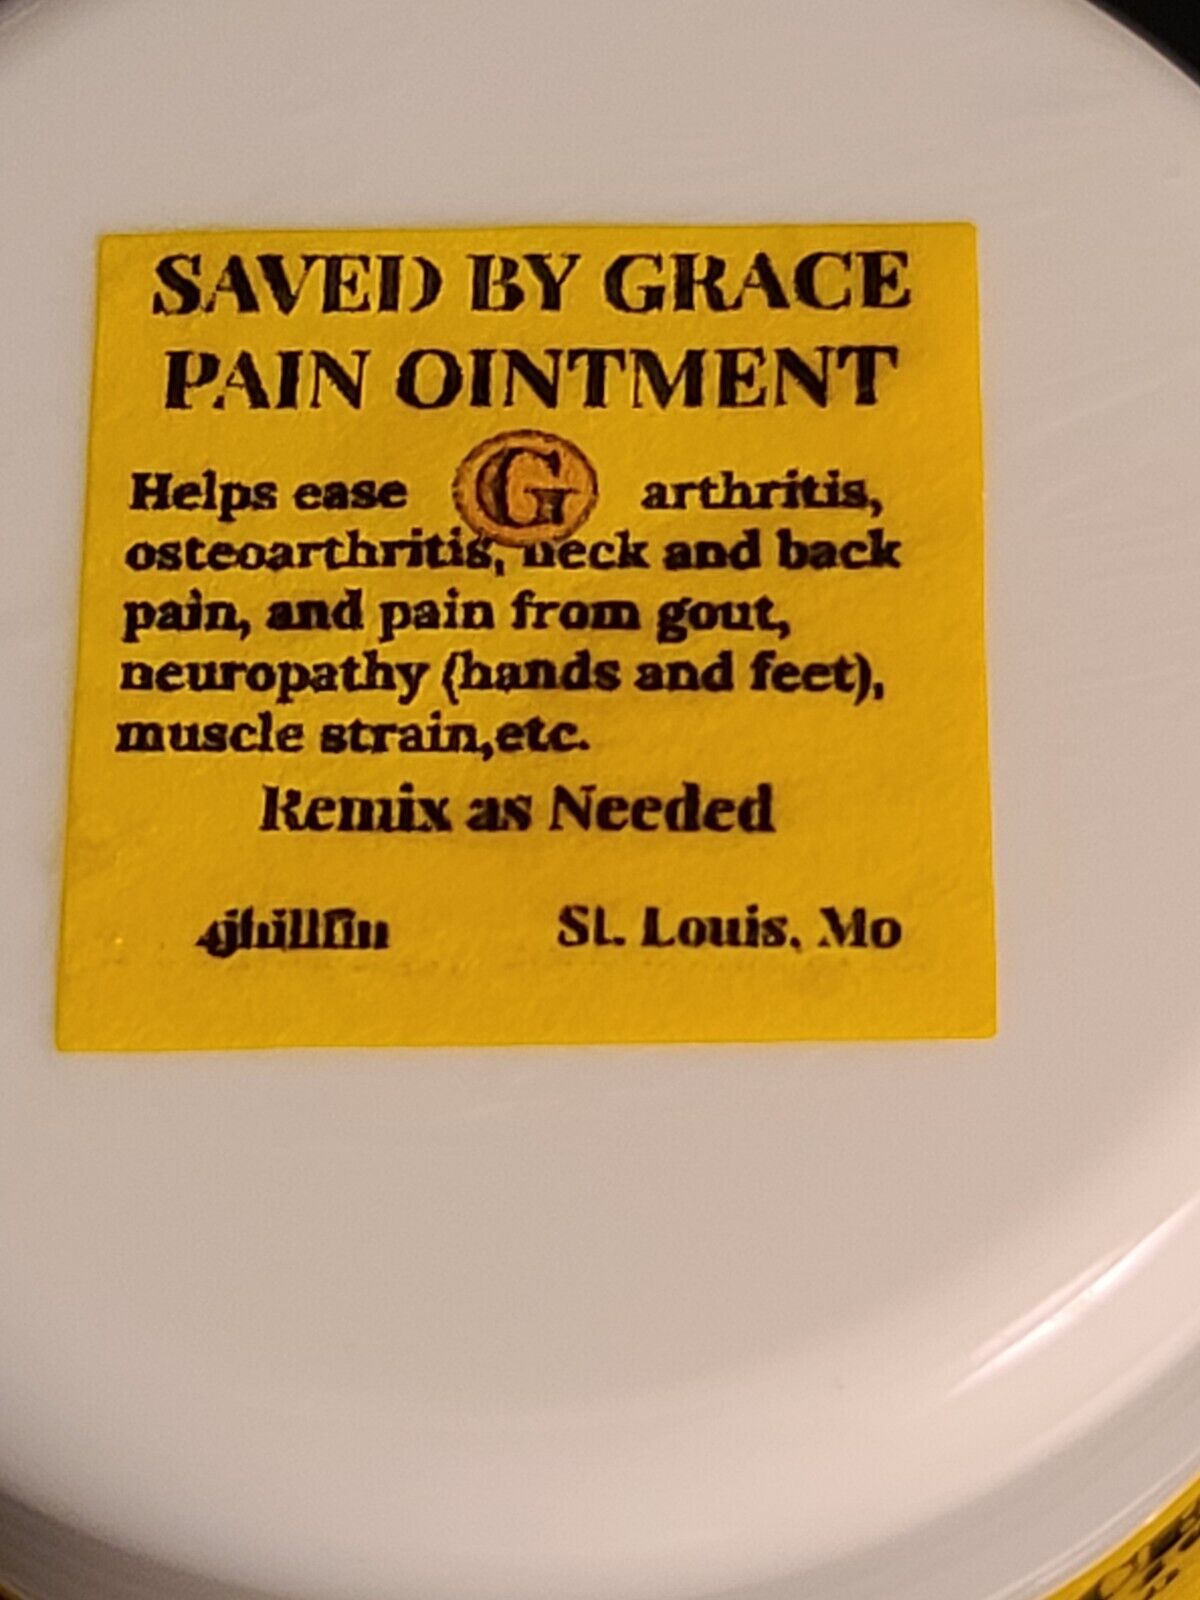 SAVED BY GRACE
PAIN OINTMENT
Helps ease G arthritis,
osteoarthritis, neck and back
pain, and pain from gout,
neuropathy (hands and feet),
muscle strain,etc.
Remix as Needed
St. Louis, Mo